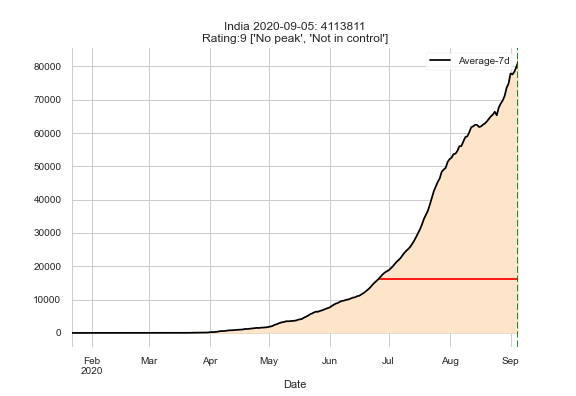 India 2020-09-05: 4113811
Rating:9 ['No peak', 'Not in control']
Average-7d
80000
70000
60000
50000
40000
30000
20000
10000
0
Feb Mar Apr May Jun Jul Aug Sep
2020
Date